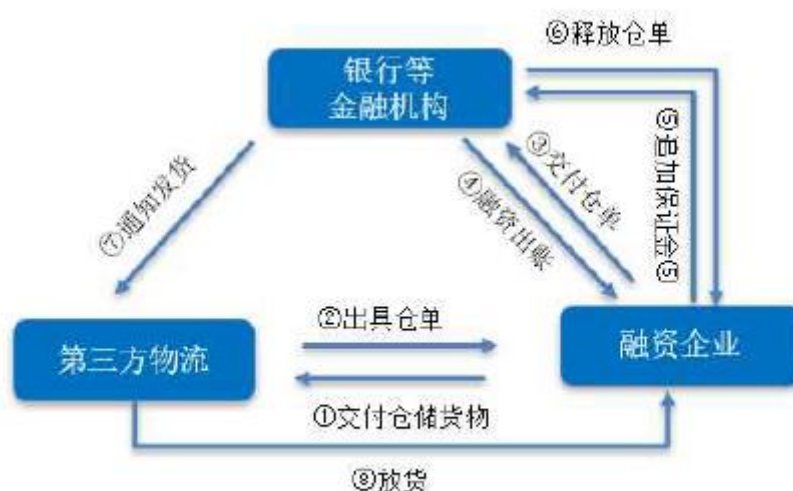 ⑥释放仓单
银行等
金融机构
⑤追加保证金⑤
③交付仓单
④融资出账
⑦通知发货
②出具仓单
第三方物流
融资企业
①交付仓储货物
⑧放货